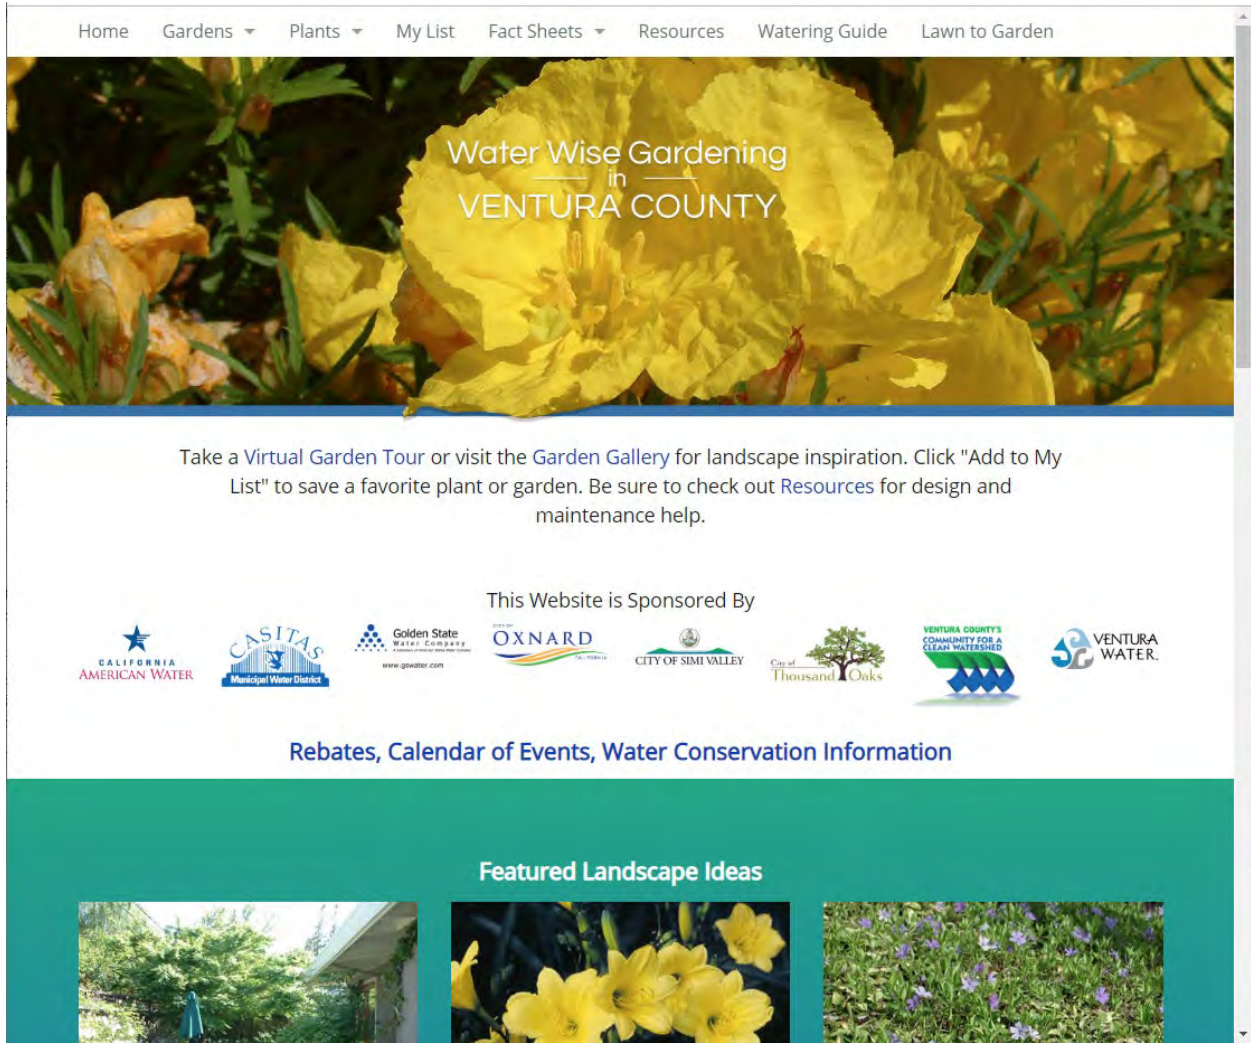 Home Gardens Plants My List Fact Sheets Resources Watering Guide Lawn to Garden
Water Wise Gardening
in
VENTURA COUNTY
Take a Virtual Garden Tour or visit the Garden Gallery for landscape inspiration. Click "Add to My
List" to save a favorite plant or garden. Be sure to check out Resources for design and
maintenance help.
This Website is Sponsored By
CALIFORNIA
AMERICAN WATER
CASITAS
Municipal Water District
Golden State
Water Company
www.gswater.com
CITY OF
OXNARD
CALIFORNIA
CITY OF SIMI VALLEY
City of
Thousand Oaks
VENTURA COUNTY'S
COMMUNITY FOR A
CLEAN WATERSHED
VENTURA
WATER.
Rebates, Calendar of Events, Water Conservation Information
Featured Landscape Ideas